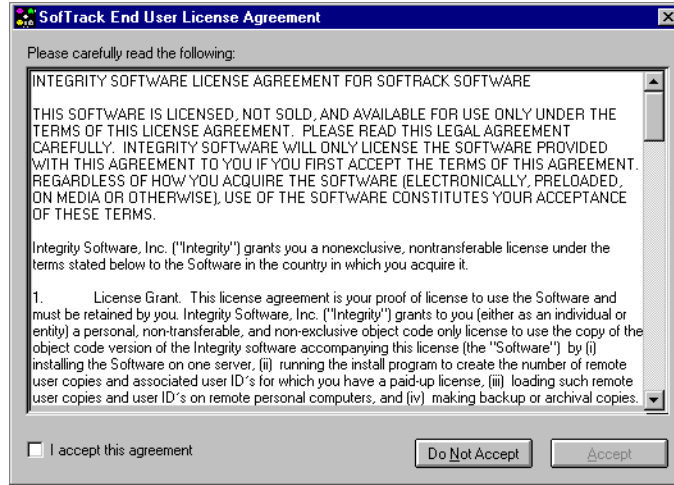 SofTrack End User License Agreement
Please carefully read the following:
INTEGRITY SOFTWARE LICENSE AGREEMENT FOR SOFTRACK SOFTWARE
THIS SOFTWARE IS LICENSED, NOT SOLD, AND AVAILABLE FOR USE ONLY UNDER THE
TERMS OF THIS LICENSE AGREEMENT.  PLEASE READ THIS LEGAL AGREEMENT
CAREFULLY.  INTEGRITY SOFTWARE WILL ONLY LICENSE THE SOFTWARE PROVIDED
WITH THIS AGREEMENT TO YOU IF YOU FIRST ACCEPT THE TERMS OF THIS AGREEMENT.
REGARDLESS OF HOW YOU ACQUIRE THE SOFTWARE (ELECTRONICALLY, PRELOADED,
ON MEDIA OR OTHERWISE), USE OF THE SOFTWARE CONSTITUTES YOUR ACCEPTANCE
OF THESE TERMS.
Integrity Software, Inc. ("Integrity") grants you a nonexclusive, nontransferable license under the
terms stated below to the Software in the country in which you acquire it.
1. License Grant.  This license agreement is your proof of license to use the Software and
must be retained by you. Integrity Software, Inc. ("Integrity") grants to you (either as an individual or
entity) a personal, non-transferable, and non-exclusive object code only license to use the copy of the
object code version of the Integrity software accompanying this license (the "Software")  by (i)
installing the Software on one server, (ii)  running the install program to create the number of remote
user copies and associated user ID´s for which you have a paid-up license, (iii)  loading such remote
user copies and user ID´s on remote personal computers, and (iv)  making backup or archival copies.
I accept this agreement
Do Not Accept
Accept